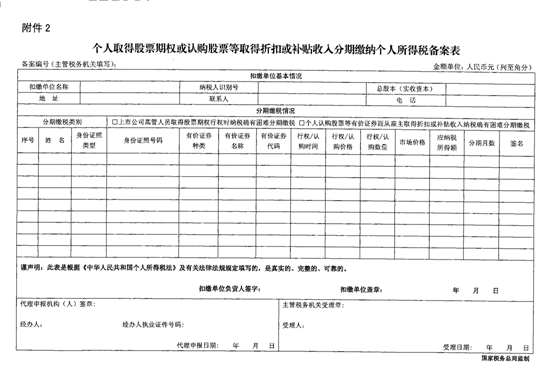 附件 2
个人取得股票期权或认购股票等取得折扣或补贴收入分期缴纳个人所得税备案表
备案编号(主管税务机关填写): 金额单位:人民币元(列至角分)
扣缴单位基本情况
扣缴单位名称 纳税人识别号 总股本(实收资本)
地 址 联系人 电 话
分期缴税情况
分期缴税类别 □上市公司高管人员取得股票期权行权时纳税确有困难分期缴税 □个人认购股票等有价证券而从雇主取得折扣或补贴收入纳税确有困难分期缴税
序号 姓 名 身份证照类型 身份证照号码 有价证券种类 有价证券名称 有价证券代码 行权/认购时间 行权/认购价格 行权/认购数量 市场价格 应纳税所得额 分期月数 签名
谨声明:此表是根据《中华人民共和国个人所得税法》及有关法律法规规定填写的,是真实的、完整的、可靠的。
扣缴单位负责人签字: 扣缴单位盖章: 年 月 日
代理申报机构(人)签章: 主管税务机关受理章:
经办人: 经办人执业证件号码: 受理人:
代理申报日期: 年 月 日 受理日期: 年 月 日
国家税务总局监制